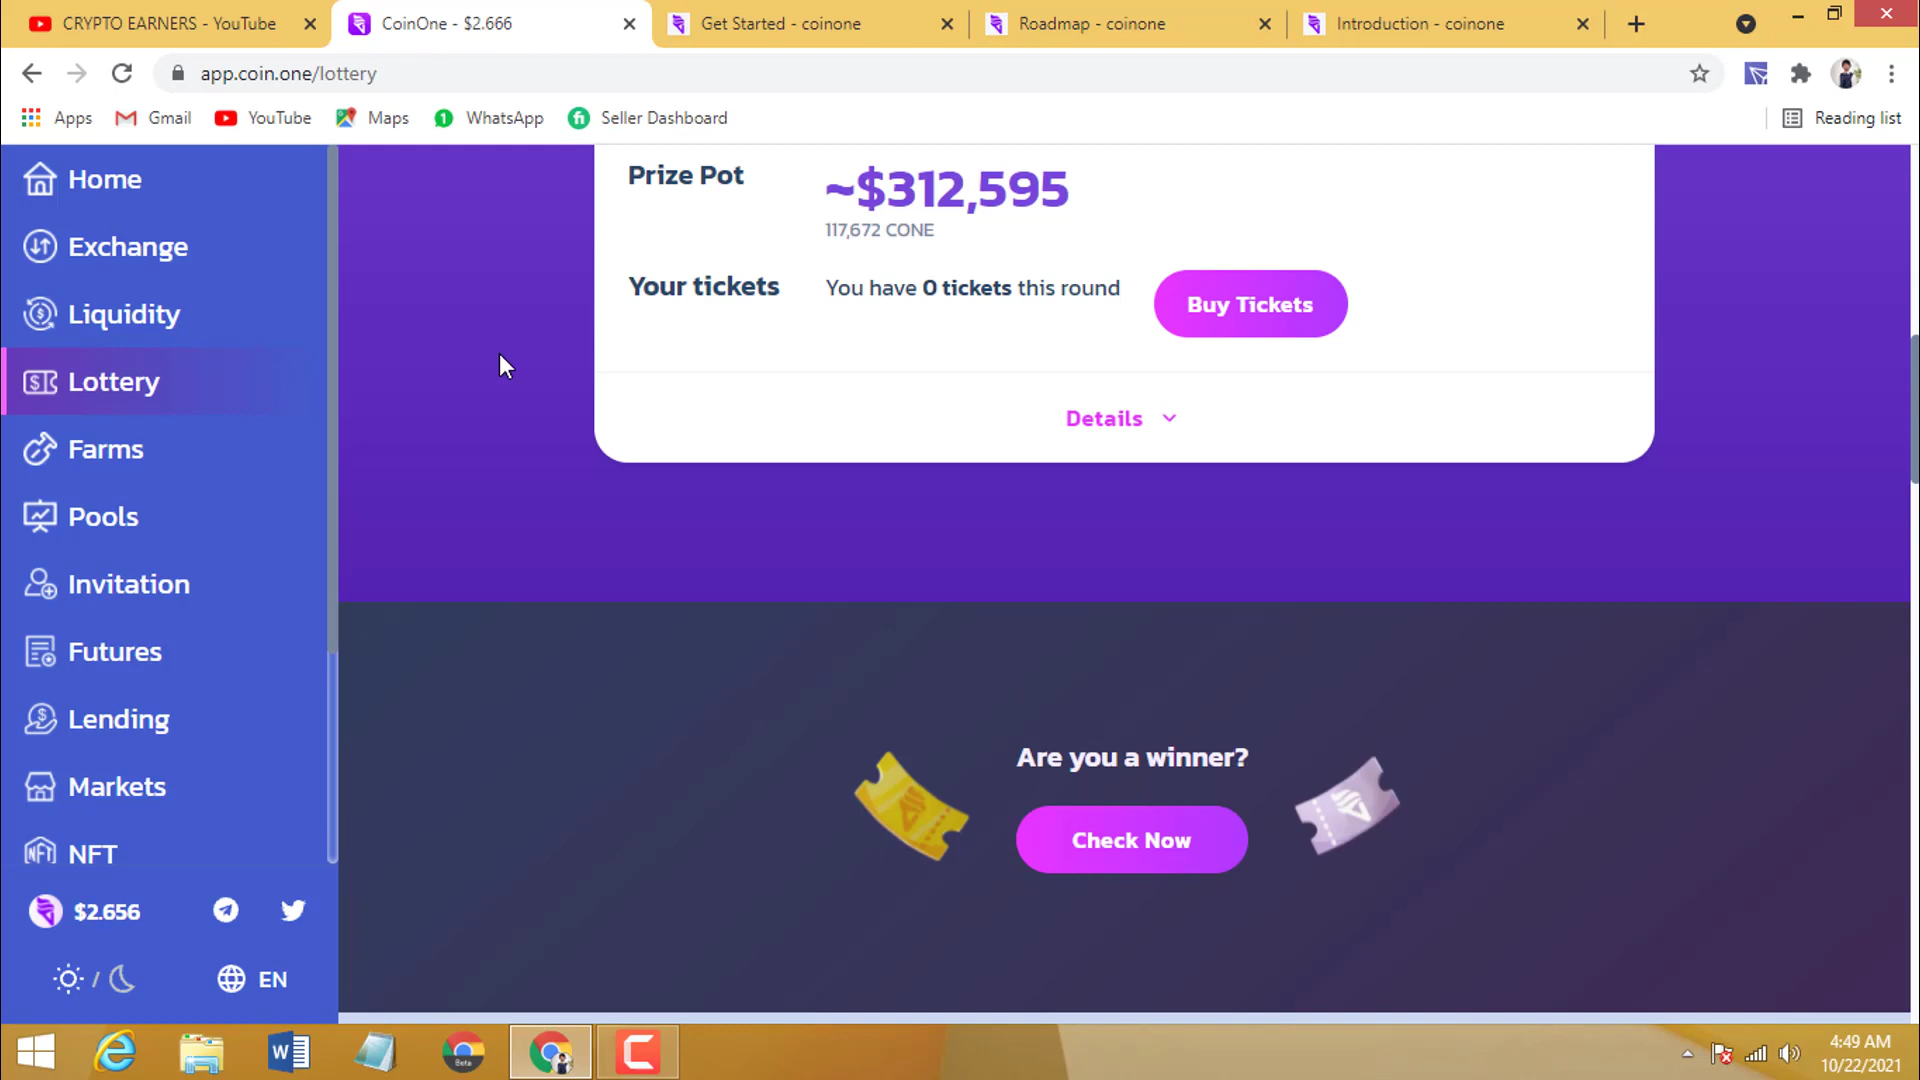 CRYPTO EARNERS - YouTube
CoinOne - $2.666
Get Started - coinone
Roadmap - coinone
Introduction - coinone
app.coin.one/lottery
Apps
Gmail
YouTube
Maps
WhatsApp
Seller Dashboard
Reading list
Home
Exchange
Liquidity
Lottery
Farms
Pools
Invitation
Futures
Lending
Markets
NFT
$2.656
/
EN
Prize Pot
~$312,595
117,672 CONE
Your tickets
You have 0 tickets this round
Buy Tickets
Details
Are you a winner?
Check Now
Beta
4:49 AM
10/22/2021